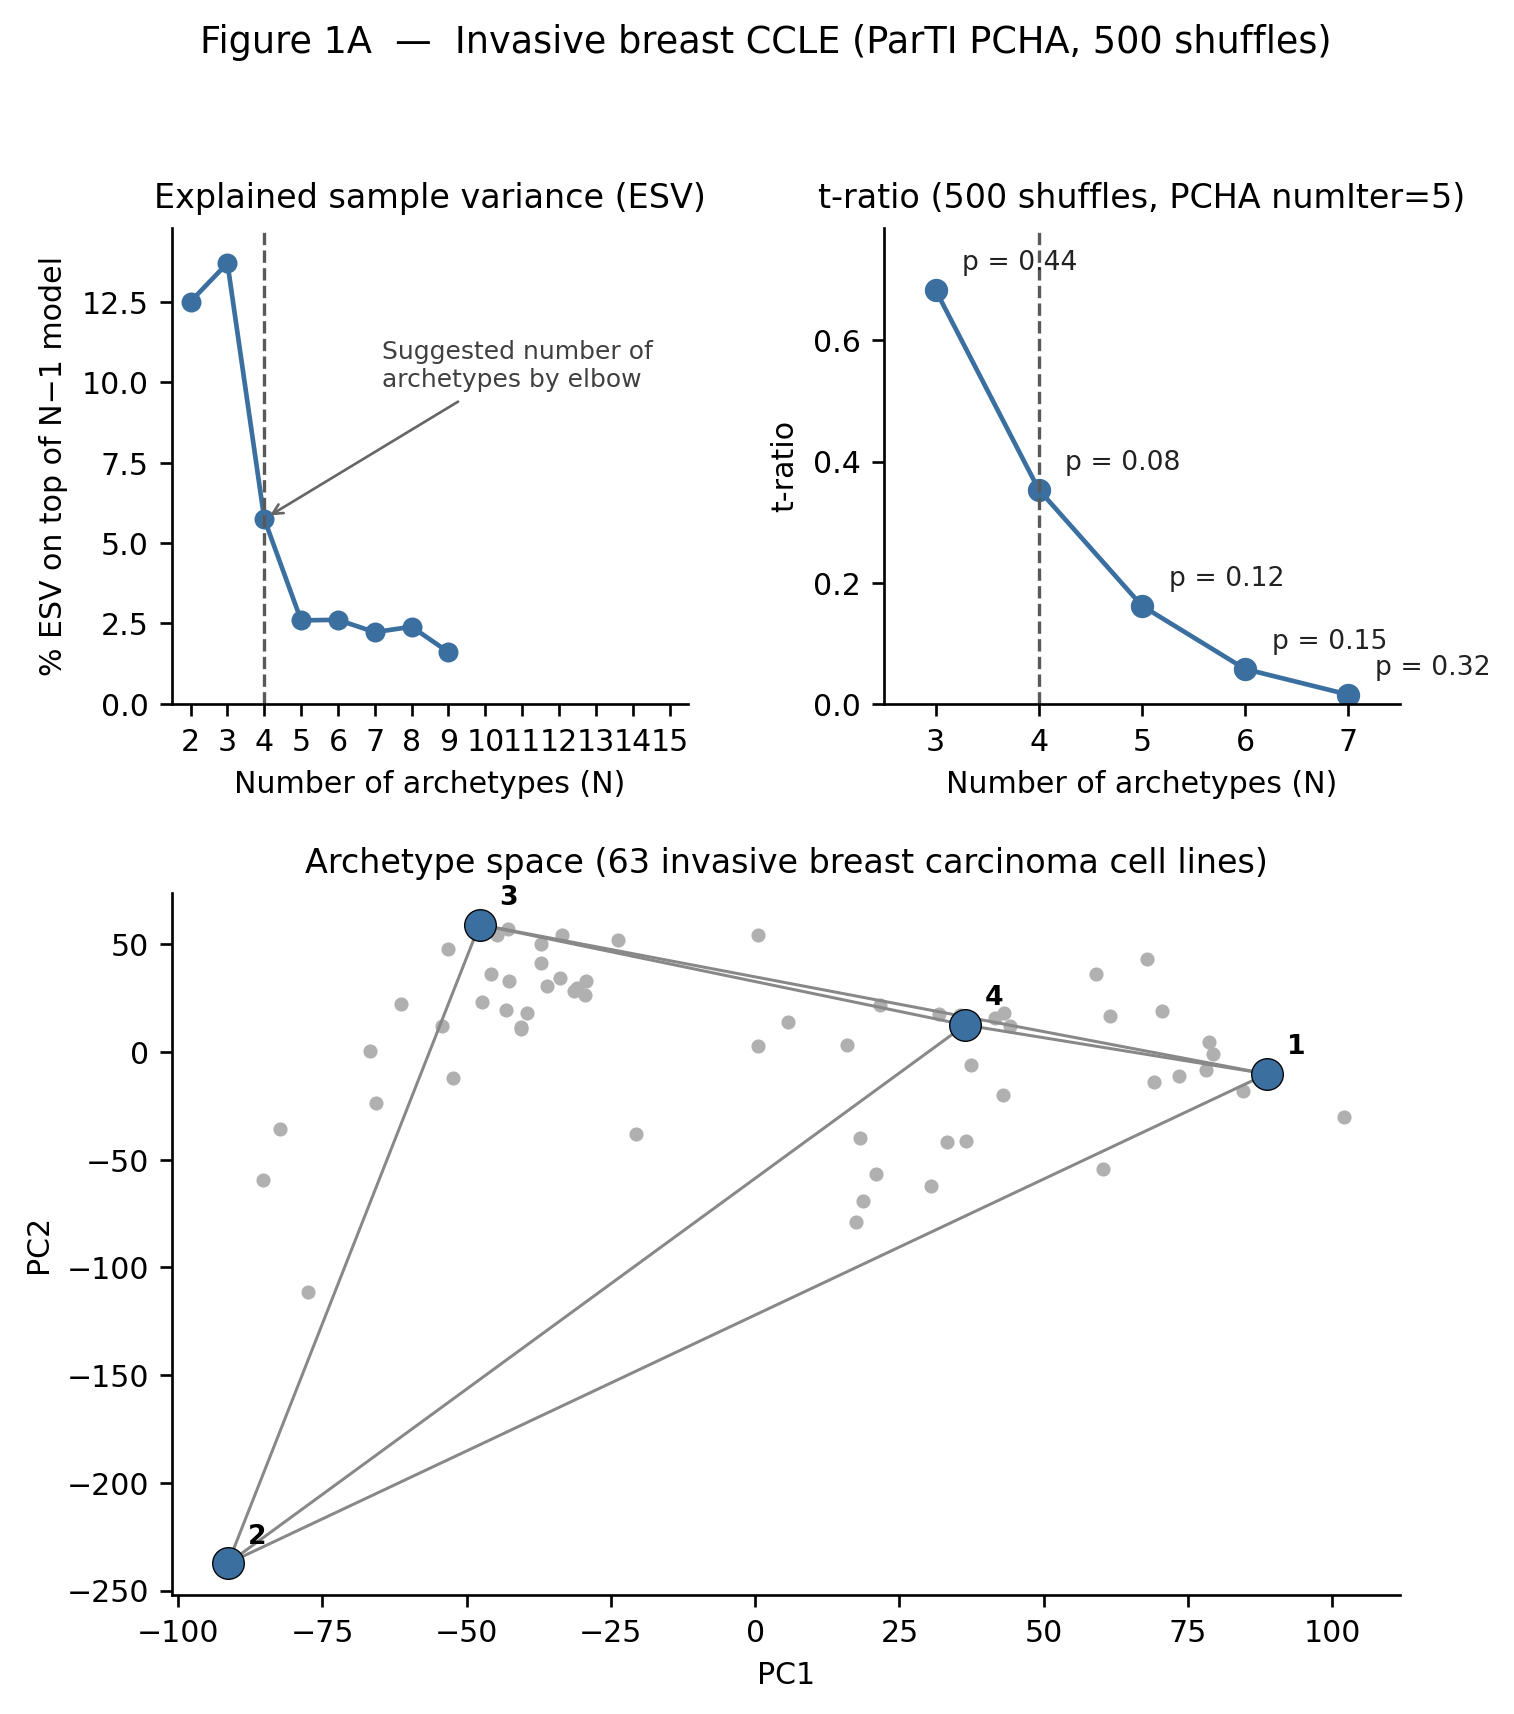 Figure 1A — Invasive breast CCLE (ParTI PCHA, 500 shuffles)
Explained sample variance (ESV)
% ESV on top of N−1 model
12.5
10.0
7.5
5.0
2.5
0.0
Suggested number of
archetypes by elbow
2 3 4 5 6 7 8 9 10 11 12 13 14 15
Number of archetypes (N)
t-ratio (500 shuffles, PCHA numIter=5)
t-ratio
0.6
0.4
0.2
0.0
p = 0.44
p = 0.08
p = 0.12
p = 0.15
p = 0.32
3 4 5 6 7
Number of archetypes (N)
Archetype space (63 invasive breast carcinoma cell lines)
PC2
50
0
−50
−100
−150
−200
−250
3
4
1
2
−100 −75 −50 −25 0 25 50 75 100
PC1